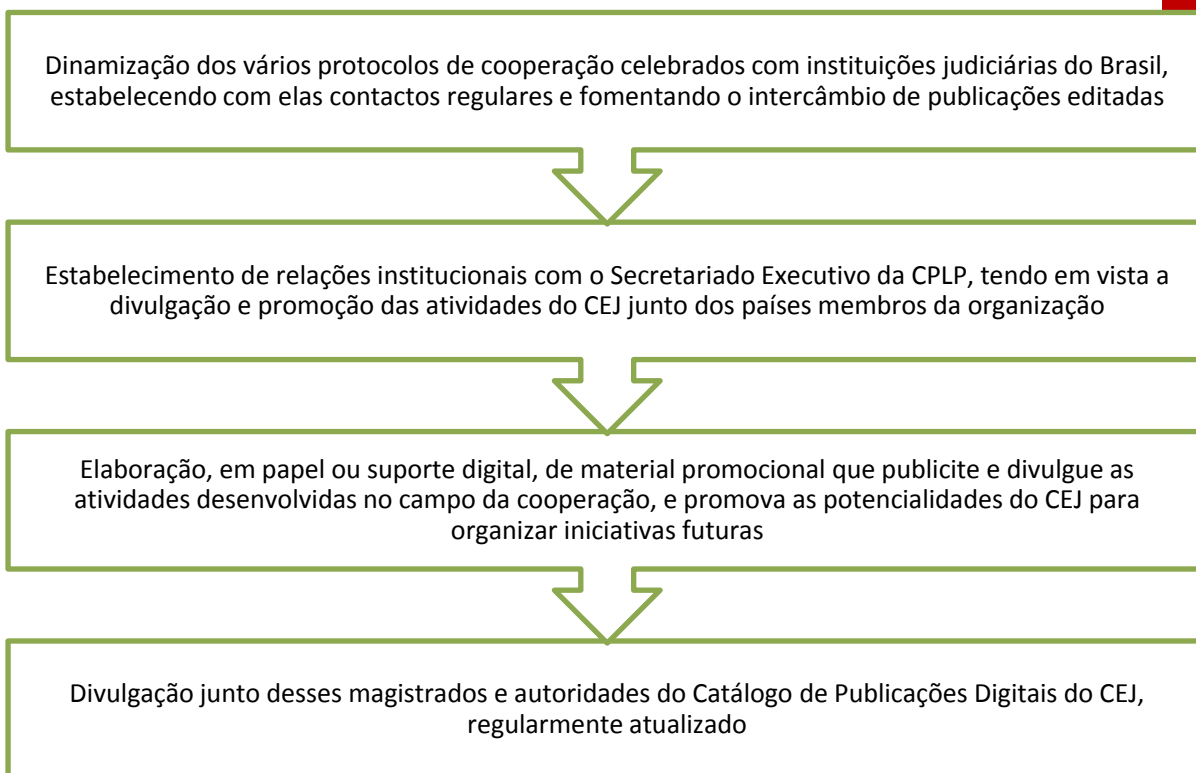 Dinamização dos vários protocolos de cooperação celebrados com instituições judiciárias do Brasil,
estabelecendo com elas contactos regulares e fomentando o intercâmbio de publicações editadas
Estabelecimento de relações institucionais com o Secretariado Executivo da CPLP, tendo em vista a
divulgação e promoção das atividades do CEJ junto dos países membros da organização
Elaboração, em papel ou suporte digital, de material promocional que publicite e divulgue as
atividades desenvolvidas no campo da cooperação, e promova as potencialidades do CEJ para
organizar iniciativas futuras
Divulgação junto desses magistrados e autoridades do Catálogo de Publicações Digitais do CEJ,
regularmente atualizado